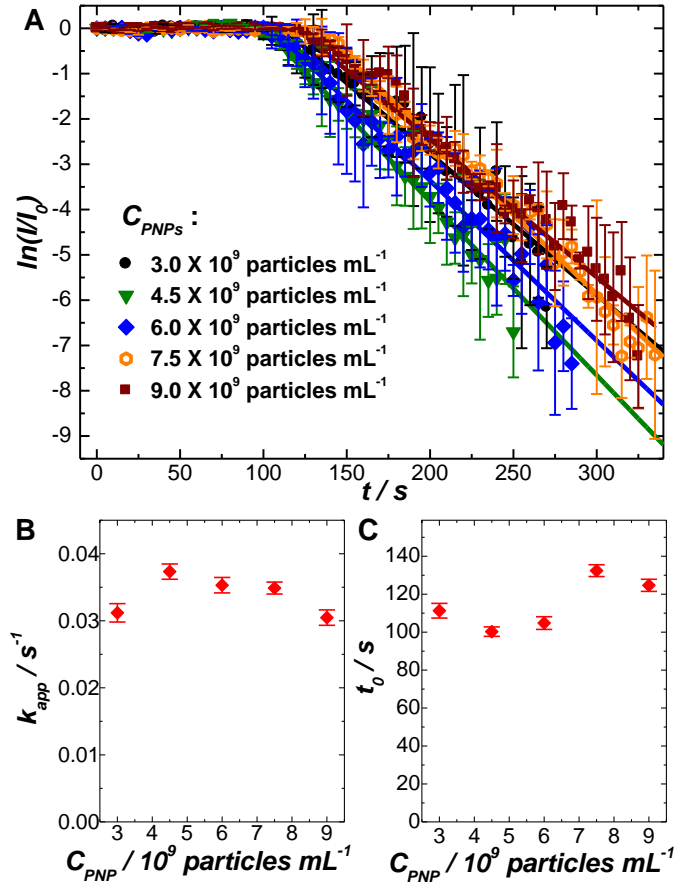 A
ln(I/I0)
0
-1
-2
-3
-4
-5
-6
-7
-8
-9
CPNPs :
3.0 X 10^9 particles mL^-1
4.5 X 10^9 particles mL^-1
6.0 X 10^9 particles mL^-1
7.5 X 10^9 particles mL^-1
9.0 X 10^9 particles mL^-1
0 50 100 150 200 250 300
t / s
B
kapp / s^-1
0.04
0.03
0.02
0.01
0.00
3 4 5 6 7 8 9
CPNP / 10^9 particles mL^-1
C
t0 / s
140
120
100
80
60
40
20
0
3 4 5 6 7 8 9
CPNP / 10^9 particles mL^-1